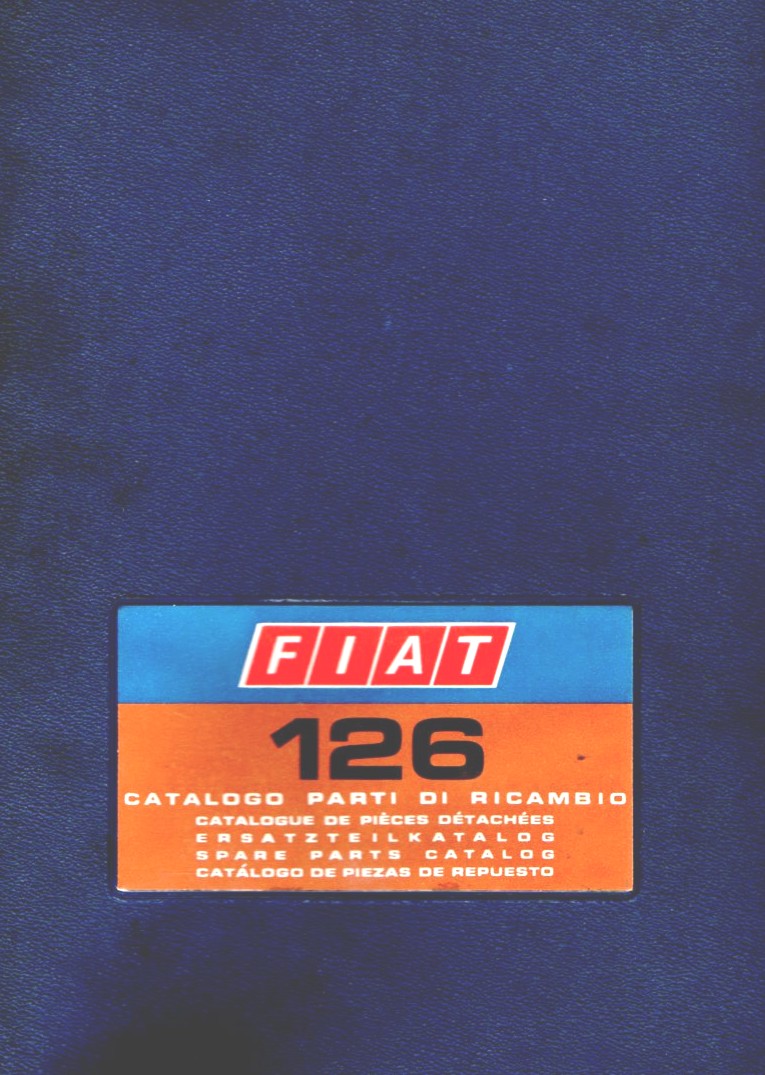 FIAT
126
CATALOGO PARTI DI RICAMBIO
CATALOGUE DE PIÈCES DÉTACHÉES
ERSATZTEILKATALOG
SPARE PARTS CATALOG
CATÁLOGO DE PIEZAS DE REPUESTO